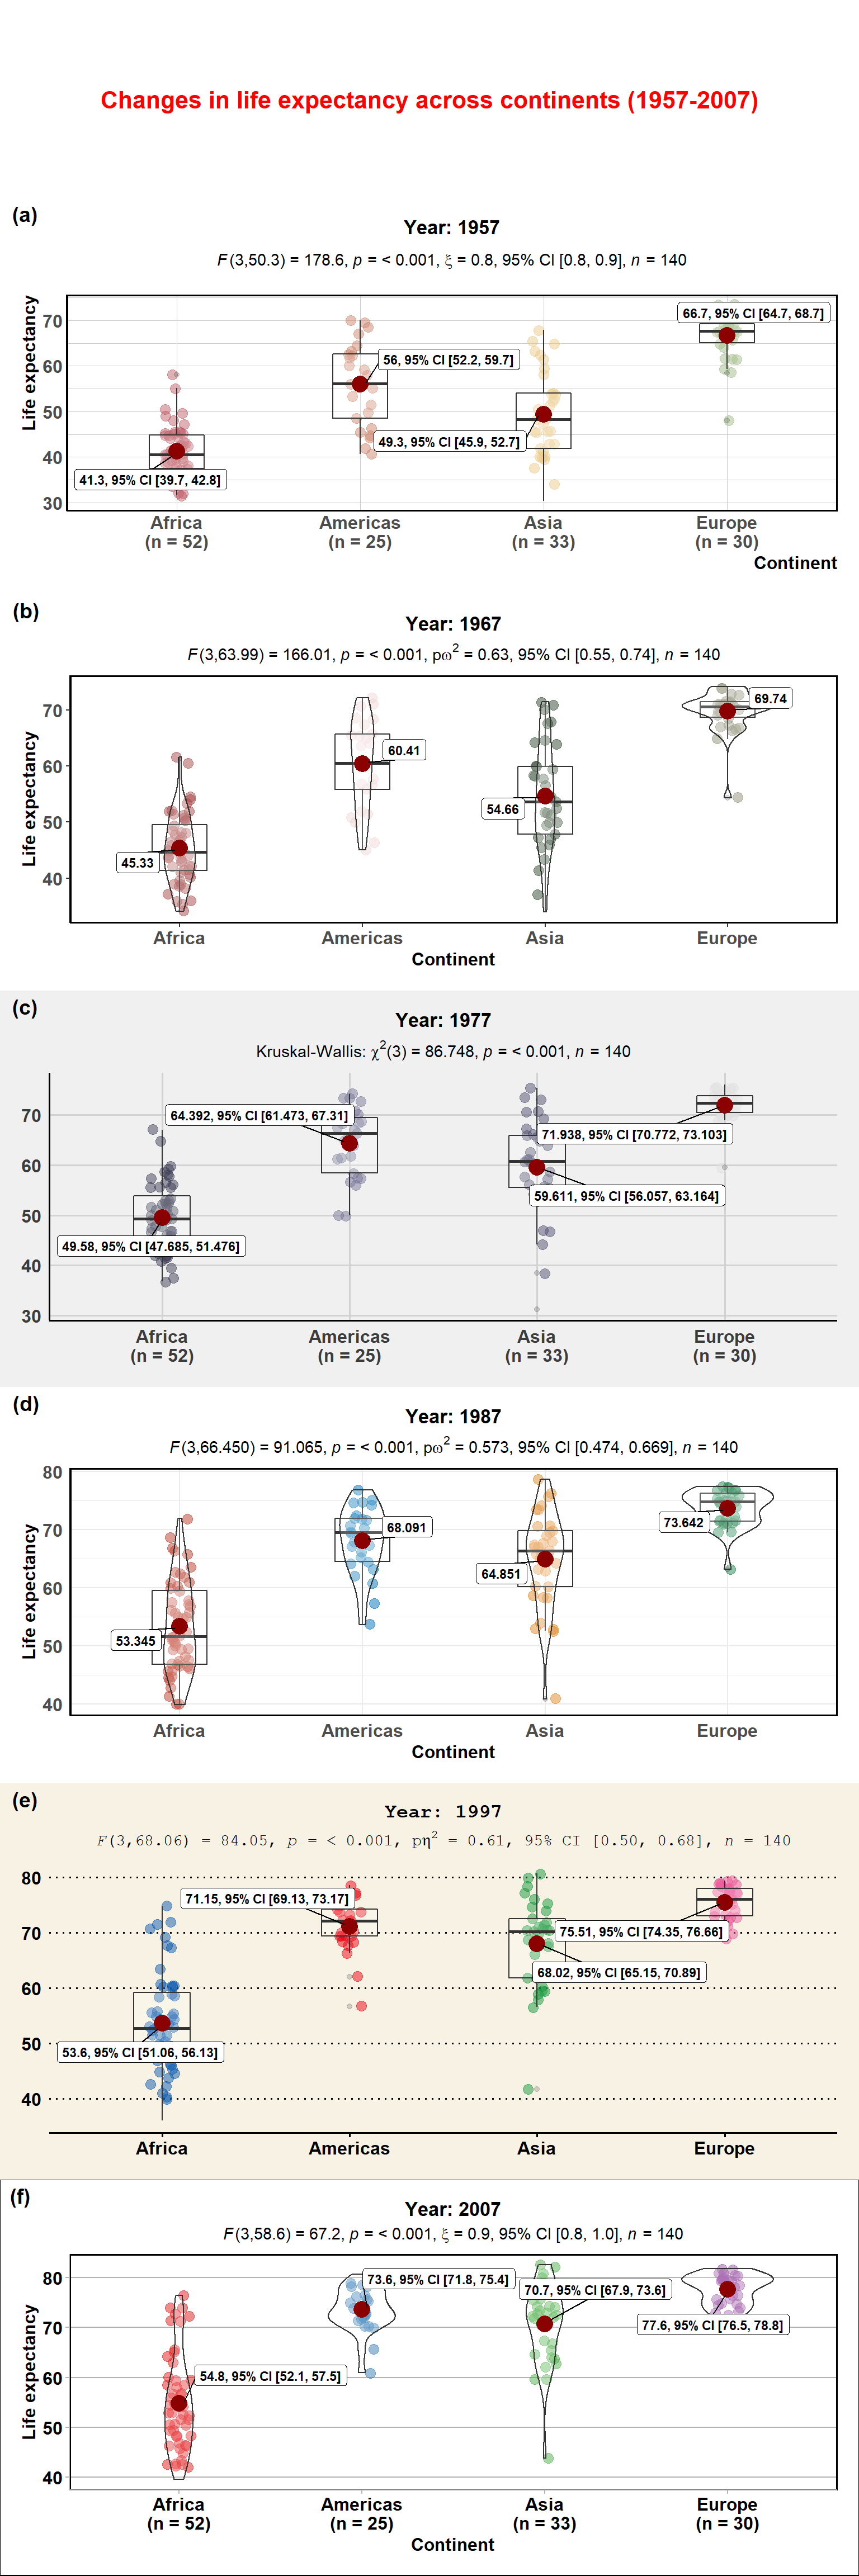 Changes in life expectancy across continents (1957-2007)
(a)
Year: 1957
F(3,50.3) = 178.6, p = < 0.001, ξ = 0.8, 95% CI [0.8, 0.9], n = 140
Life expectancy
70
60
50
40
30
66.7, 95% CI [64.7, 68.7]
56, 95% CI [52.2, 59.7]
49.3, 95% CI [45.9, 52.7]
41.3, 95% CI [39.7, 42.8]
Africa Americas Asia Europe
(n = 52) (n = 25) (n = 33) (n = 30)
Continent
(b)
Year: 1967
F(3,63.99) = 166.01, p = < 0.001, pω2 = 0.63, 95% CI [0.55, 0.74], n = 140
Life expectancy
70
60
50
40
69.74
60.41
54.66
45.33
Africa Americas Asia Europe
Continent
(c)
Year: 1977
Kruskal-Wallis: χ2(3) = 86.748, p = < 0.001, n = 140
70
60
50
40
30
64.392, 95% CI [61.473, 67.31]
71.938, 95% CI [70.772, 73.103]
59.611, 95% CI [56.057, 63.164]
49.58, 95% CI [47.685, 51.476]
Africa Americas Asia Europe
(n = 52) (n = 25) (n = 33) (n = 30)
(d)
Year: 1987
F(3,66.450) = 91.065, p = < 0.001, pω2 = 0.573, 95% CI [0.474, 0.669], n = 140
Life expectancy
80
70
60
50
40
68.091
73.642
64.851
53.345
Africa Americas Asia Europe
Continent
(e)
Year: 1997
F(3,68.06) = 84.05, p = < 0.001, pη2 = 0.61, 95% CI [0.50, 0.68], n = 140
80
70
60
50
40
71.15, 95% CI [69.13, 73.17]
75.51, 95% CI [74.35, 76.66]
68.02, 95% CI [65.15, 70.89]
53.6, 95% CI [51.06, 56.13]
Africa Americas Asia Europe
(f)
Year: 2007
F(3,58.6) = 67.2, p = < 0.001, ξ = 0.9, 95% CI [0.8, 1.0], n = 140
Life expectancy
80
70
60
50
40
73.6, 95% CI [71.8, 75.4]
70.7, 95% CI [67.9, 73.6]
77.6, 95% CI [76.5, 78.8]
54.8, 95% CI [52.1, 57.5]
Africa Americas Asia Europe
(n = 52) (n = 25) (n = 33) (n = 30)
Continent